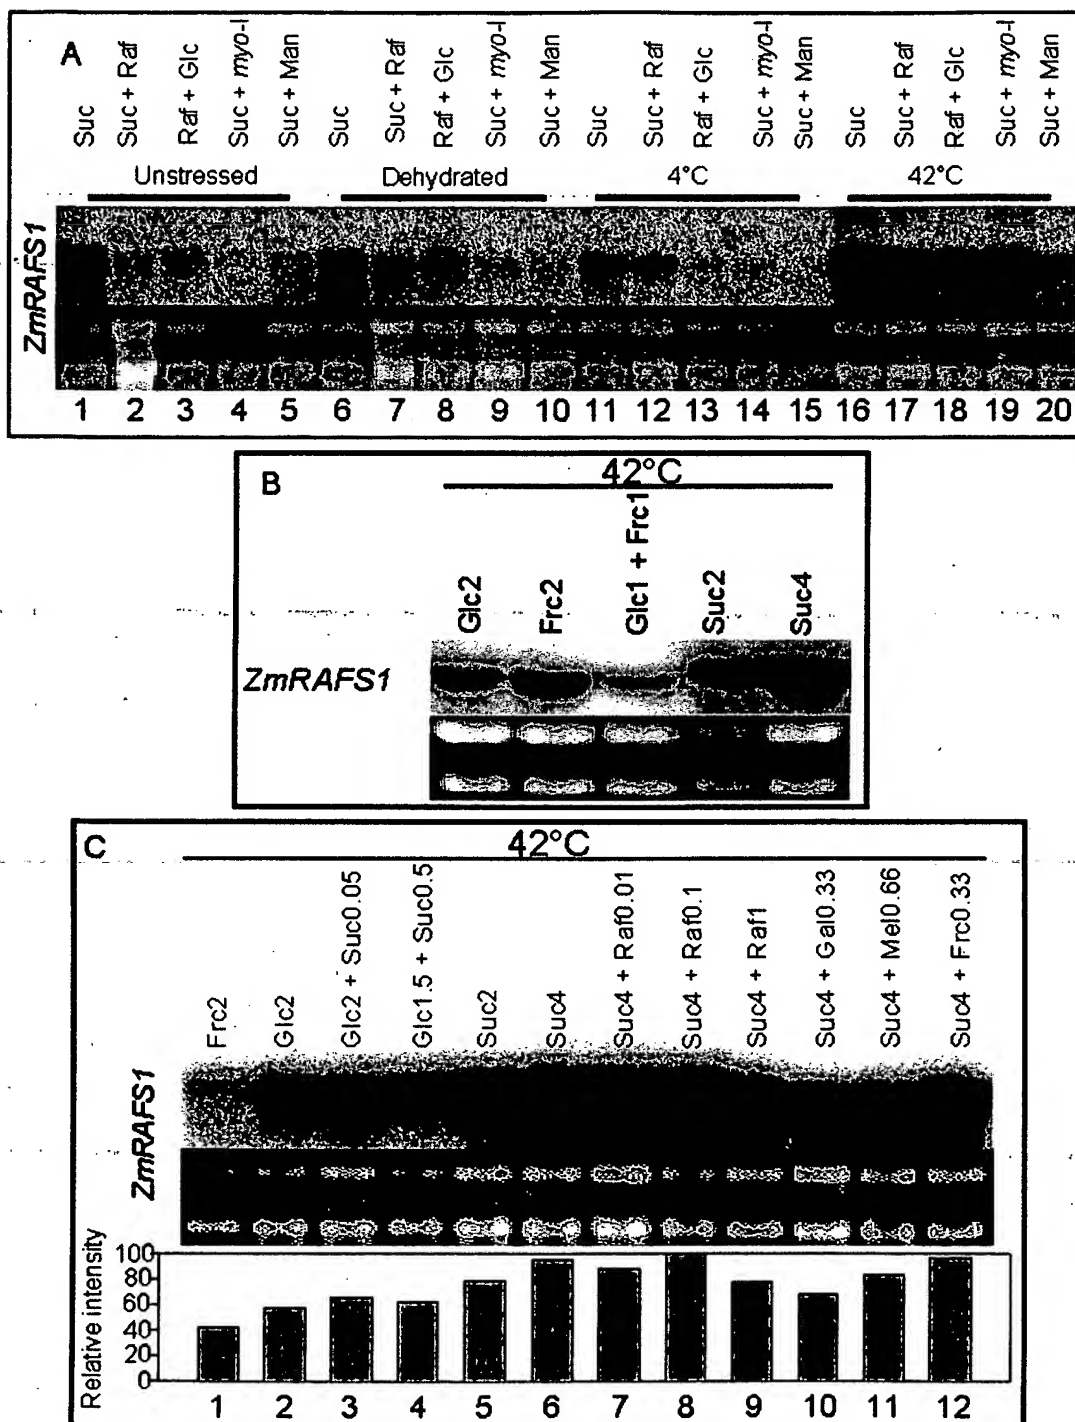 A
Suc
Suc + Raf
Raf + Glc
Suc + myo-I
Suc + Man
Suc
Suc + Raf
Raf + Glc
Suc + myo-I
Suc + Man
Suc
Suc + Raf
Raf + Glc
Suc + myo-I
Suc + Man
Suc
Suc + Raf
Raf + Glc
Suc + myo-I
Suc + Man
Unstressed
Dehydrated
4°C
42°C
ZmRAFS1
1 2 3 4 5 6 7 8 9 10 11 12 13 14 15 16 17 18 19 20
B
42°C
Glc2
Frc2
Glc1 + Frc1
Suc2
Suc4
ZmRAFS1
C
42°C
Frc2
Glc2
Glc2 + Suc0.05
Glc1.5 + Suc0.5
Suc2
Suc4
Suc4 + Raf0.01
Suc4 + Raf0.1
Suc4 + Raf1
Suc4 + Gal0.33
Suc4 + Mel0.66
Suc4 + Frc0.33
ZmRAFS1
Relative intensity
100
80
60
40
20
0
1 2 3 4 5 6 7 8 9 10 11 12